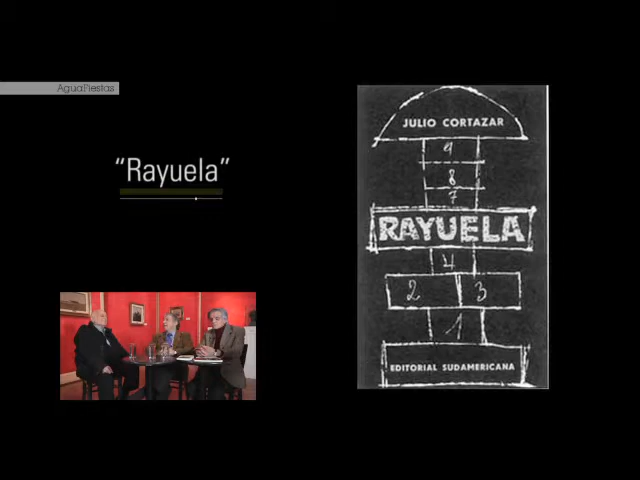 AguaFiestas
“Rayuela”
JULIO CORTAZAR
9
8
7
RAYUELA
4
2 3
1
EDITORIAL SUDAMERICANA